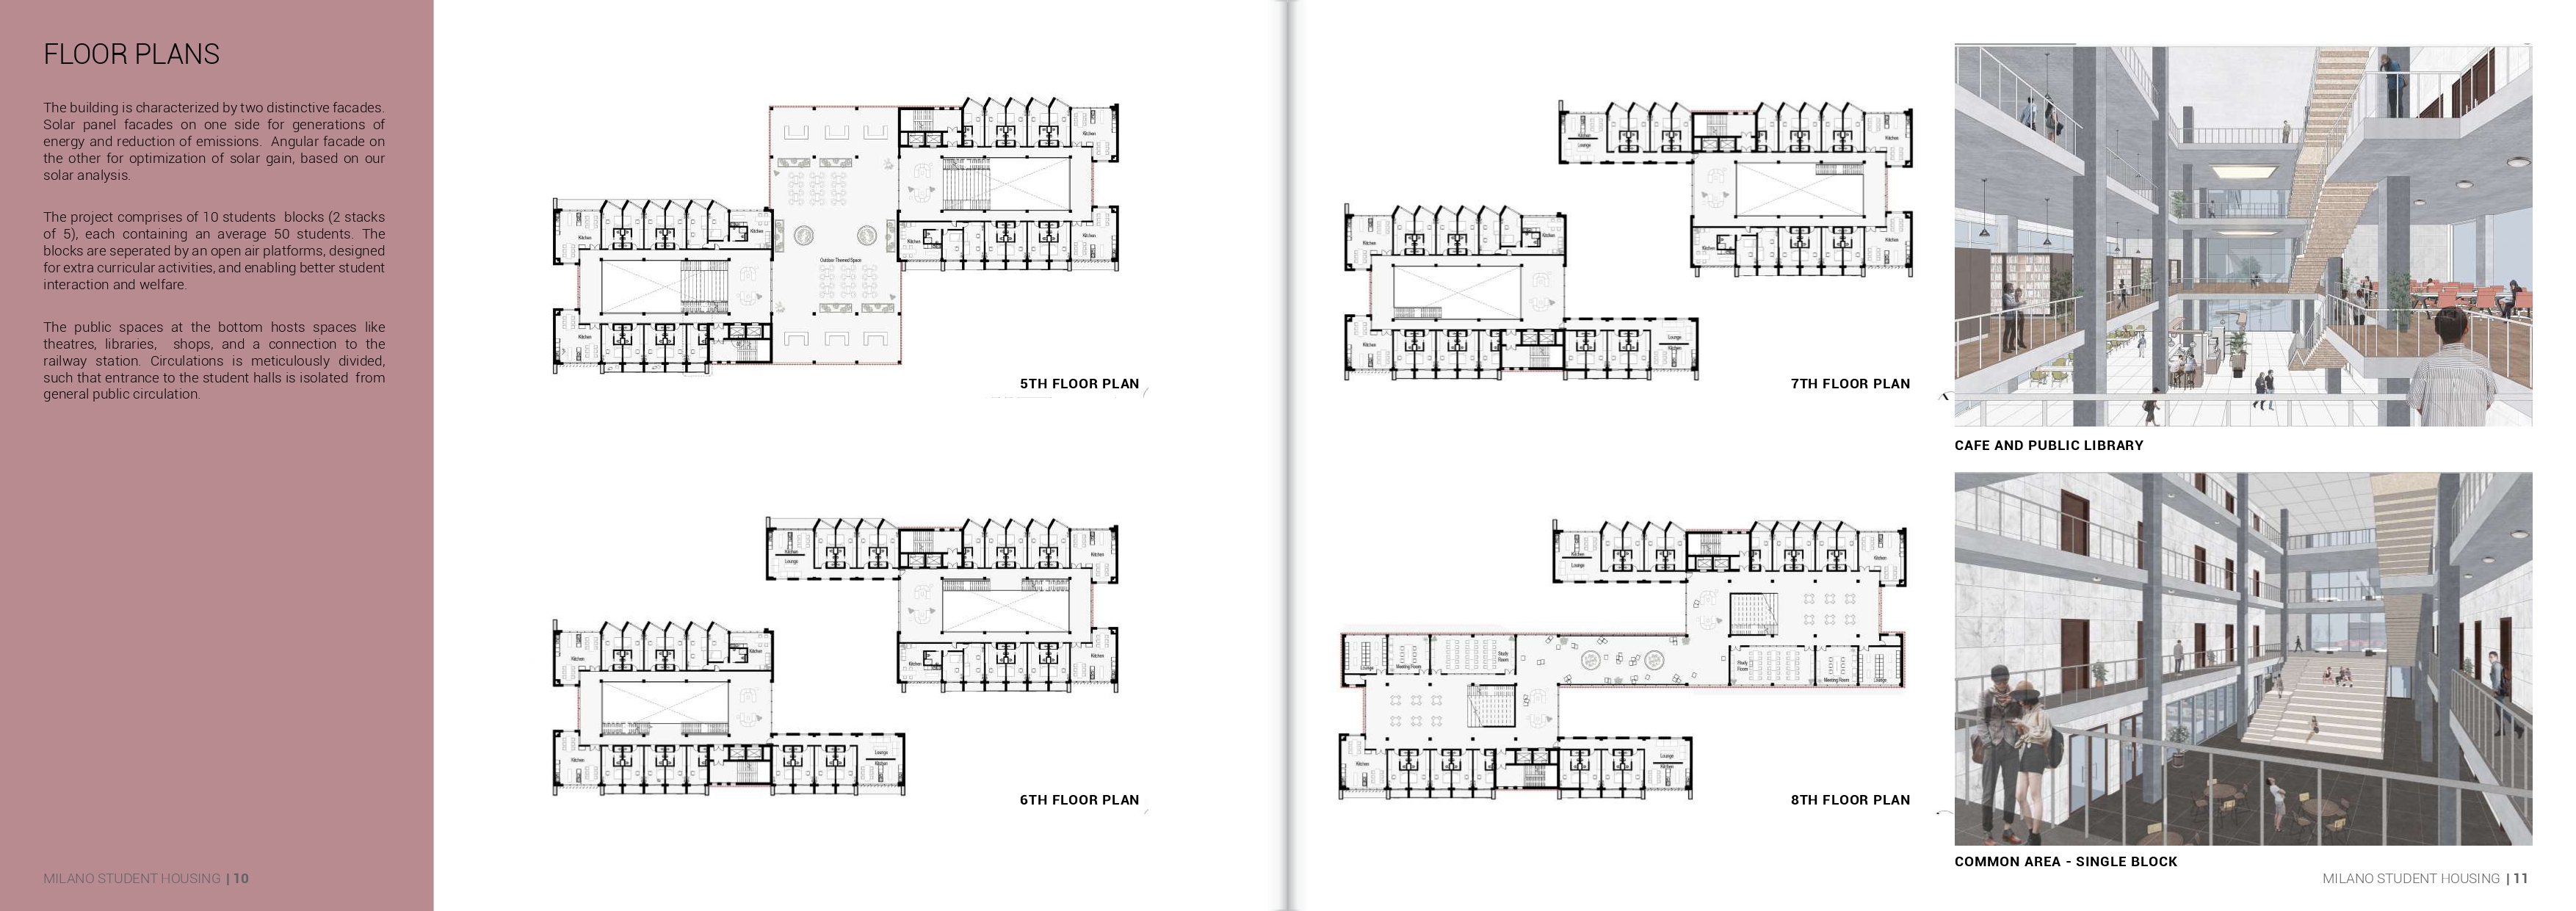 FLOOR PLANS
The building is characterized by two distinctive facades.
Solar panel facades on one side for generations of
energy and reduction of emissions. Angular facade on
the other for optimization of solar gain, based on our
solar analysis.
The project comprises of 10 students blocks (2 stacks
of 5), each containing an average 50 students. The
blocks are seperated by an open air platforms, designed
for extra curricular activities, and enabling better student
interaction and welfare.
The public spaces at the bottom hosts spaces like
theatres, libraries, shops, and a connection to the
railway station. Circulations is meticulously divided,
such that entrance to the student halls is isolated from
general public circulation.
MILANO STUDENT HOUSING | 10
Kitchen
Kitchen
Kitchen
Kitchen
Kitchen
Kitchen
Kitchen
5TH FLOOR PLAN
Kitchen
Lounge
Kitchen
Kitchen
Kitchen
Kitchen
Kitchen
Kitchen
Lounge
Kitchen
6TH FLOOR PLAN
Kitchen
Lounge
Kitchen
Kitchen
Kitchen
Kitchen
Kitchen
Kitchen
Lounge
Kitchen
7TH FLOOR PLAN
Kitchen
Lounge
Kitchen
Lounge
Meeting Room
Study
Room
Study
Room
Meeting Room
Lounge
Kitchen
Lounge
Kitchen
8TH FLOOR PLAN
CAFE AND PUBLIC LIBRARY
COMMON AREA - SINGLE BLOCK
MILANO STUDENT HOUSING | 11